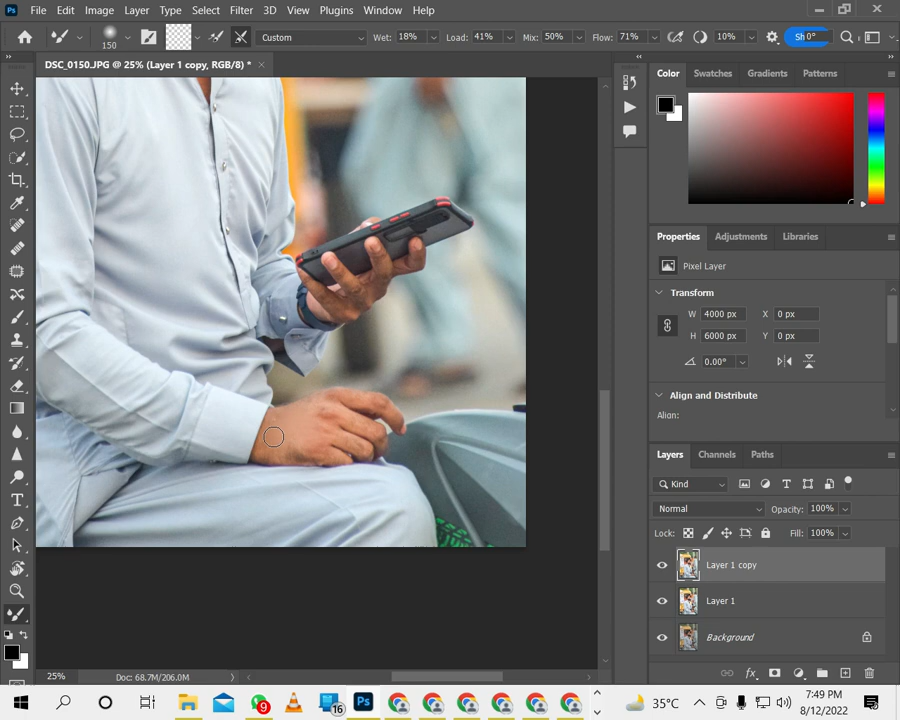 Ps File Edit Image Layer Type Select Filter 3D View Plugins Window Help
150 Custom Wet: 18% Load: 41% Mix: 50% Flow: 71% 10% 0°
DSC_0150.JPG @ 25% (Layer 1 copy, RGB/8) *
Color Swatches Gradients Patterns
Properties Adjustments Libraries
Pixel Layer
Transform
W 4000 px X 0 px
H 6000 px Y 0 px
0.00°
Align and Distribute
Align:
Layers Channels Paths
Kind
Normal Opacity: 100%
Lock: Fill: 100%
Layer 1 copy
Layer 1
Background
25% Doc: 68.7M/206.0M
9 16 Ps 35°C 7:49 PM
8/12/2022